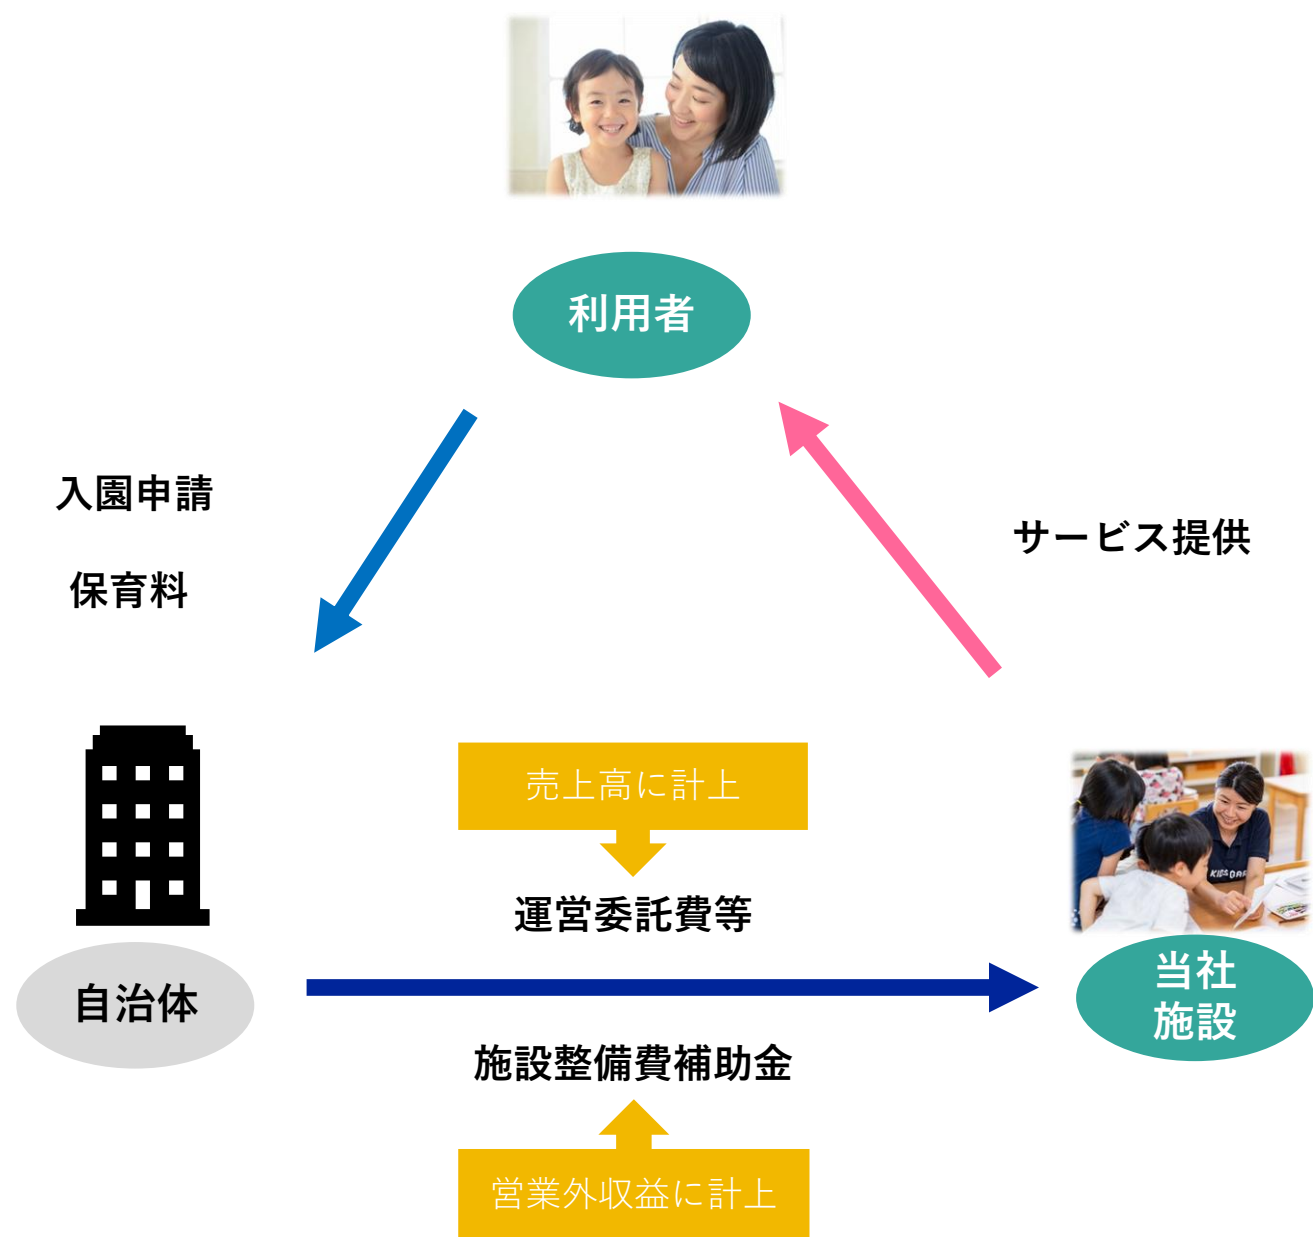 利用者
入園申請
保育料
サービス提供
売上高に計上
運営委託費等
自治体
当社
施設
施設整備費補助金
営業外収益に計上